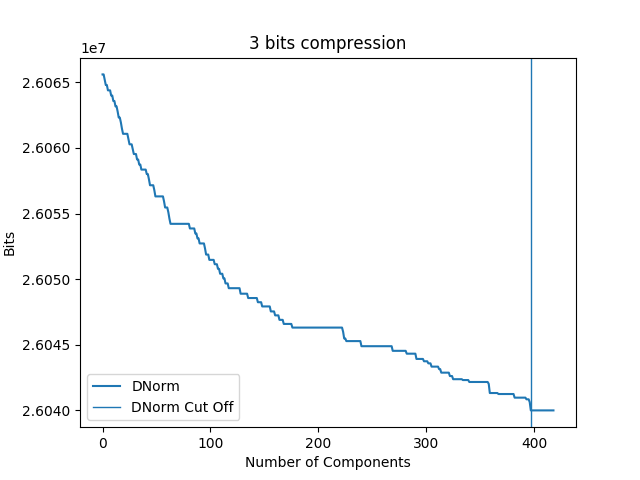 3 bits compression
1e7
2.6065
2.6060
2.6055
2.6050
2.6045
2.6040
Bits
DNorm
DNorm Cut Off
0 100 200 300 400
Number of Components